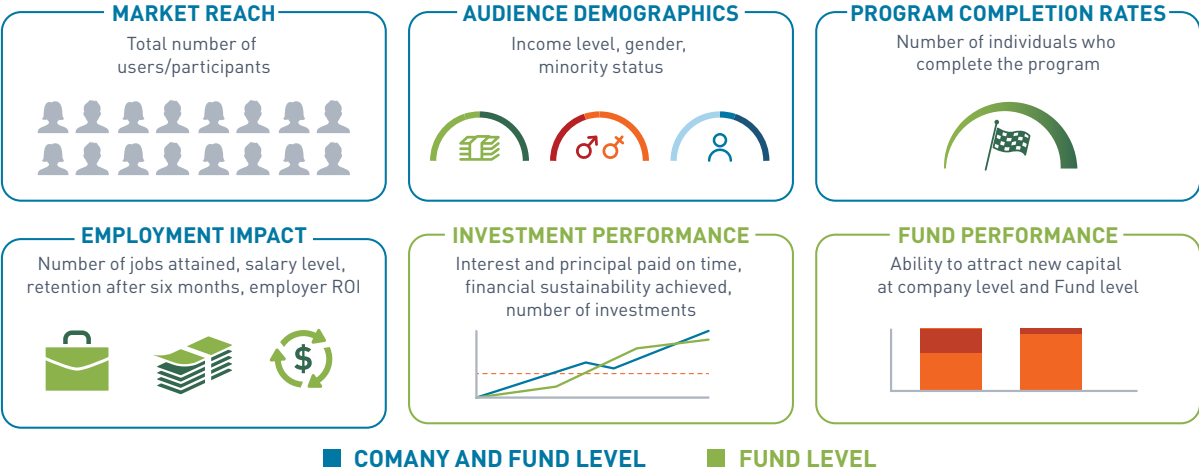 MARKET REACH
Total number of
users/participants
AUDIENCE DEMOGRAPHICS
Income level, gender,
minority status
PROGRAM COMPLETION RATES
Number of individuals who
complete the program
EMPLOYMENT IMPACT
Number of jobs attained, salary level,
retention after six months, employer ROI
$
INVESTMENT PERFORMANCE
Interest and principal paid on time,
financial sustainability achieved,
number of investments
FUND PERFORMANCE
Ability to attract new capital
at company level and Fund level
COMANY AND FUND LEVEL
FUND LEVEL